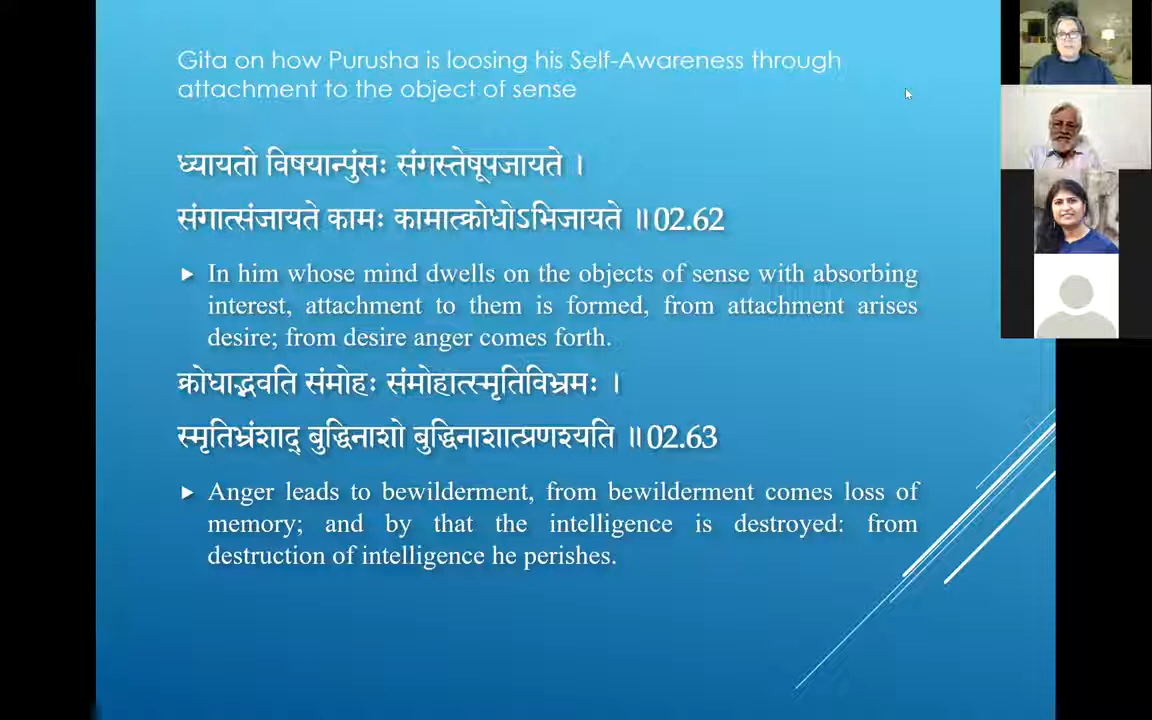 Gita on how Purusha is loosing his Self-Awareness through
attachment to the object of sense
ध्यायतो विषयान्पुंसः संगस्तेषूपजायते ।
संगात्संजायते कामः कामात्क्रोधोऽभिजायते ॥ 02.62
In him whose mind dwells on the objects of sense with absorbing
interest, attachment to them is formed, from attachment arises
desire; from desire anger comes forth.
क्रोधाद्भवति संमोहः संमोहात्स्मृतिविभ्रमः ।
स्मृतिभ्रंशाद् बुद्धिनाशो बुद्धिनाशात्प्रणश्यति ॥ 02.63
Anger leads to bewilderment, from bewilderment comes loss of
memory; and by that the intelligence is destroyed: from
destruction of intelligence he perishes.